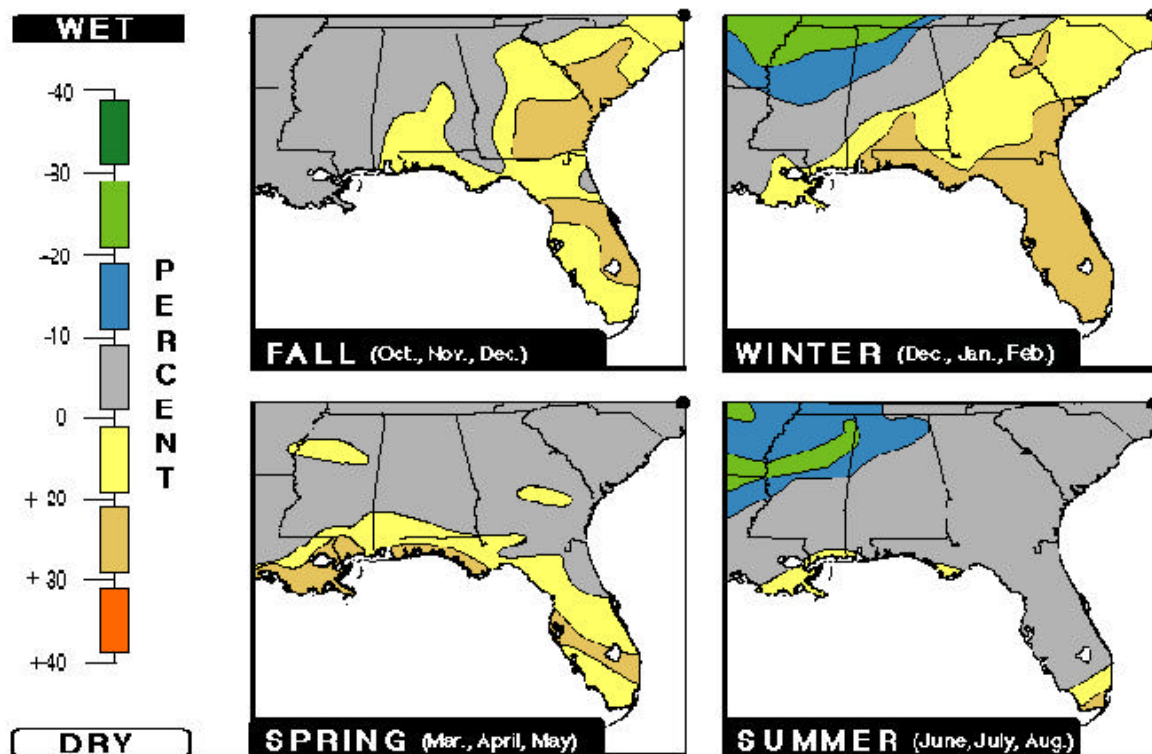 WET
-40
-30
-20
-10
0
+ 20
+ 30
+40
PERCENT
DRY
FALL (Oct., Nov., Dec.)
WINTER (Dec., Jan., Feb.)
SPRING (Mar., April, May)
SUMMER (June, July, Aug.)